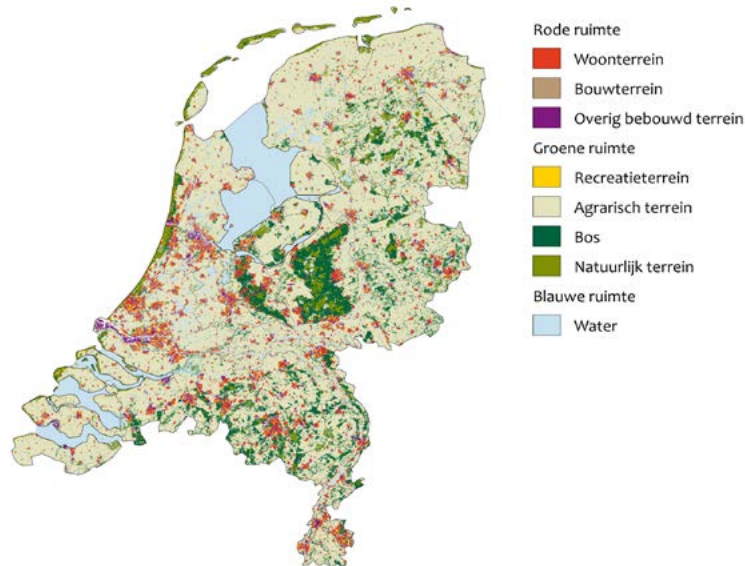 Rode ruimte
Woonterrein
Bouwterrein
Overig bebouwd terrein
Groene ruimte
Recreatieterrein
Agrarisch terrein
Bos
Natuurlijk terrein
Blauwe ruimte
Water